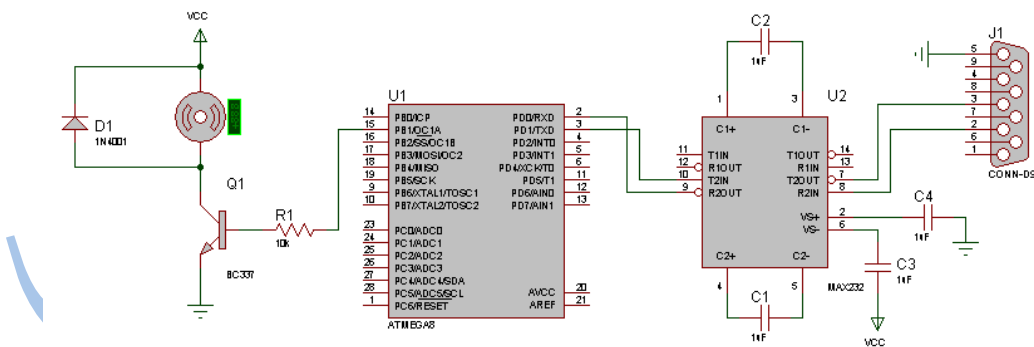 VCC
D1
1N4001
Q1
BC337
R1
10k
U1
14 PB0/ICP PD0/RXD 2
15 PB1/OC1A PD1/TXD 3
16 PB2/SS/OC1B PD2/INT0 4
17 PB3/MOSI/OC2 PD3/INT1 5
18 PB4/MISO PD4/XCK/T0 6
19 PB5/SCK PD5/T1 11
9 PB6/XTAL1/TOSC1 PD6/AIN0 12
10 PB7/XTAL2/TOSC2 PD7/AIN1 13
23 PC0/ADC0
24 PC1/ADC1
25 PC2/ADC2
26 PC3/ADC3
27 PC4/ADC4/SDA
28 PC5/ADC5/SCL AVCC 20
1 PC6/RESET AREF 21
ATMEGA8
C2
1uF
1 3
U2
C1+ C1-
11 T1IN T1OUT 14
12 R1OUT R1IN 13
10 T2IN T2OUT 7
9 R2OUT R2IN 8
VS+ 2
VS- 6
C2+ C2-
4 5
MAX232
C1
1uF
C4
1uF
C3
1uF
VCC
J1
5
9
4
8
3
7
2
6
1
CONN-D9